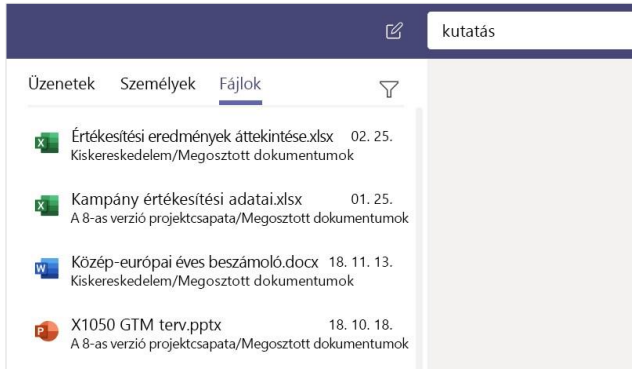 kutatás
Üzenetek Személyek Fájlok
Értékesítési eredmények áttekintése.xlsx 02. 25.
Kiskereskedelem/Megosztott dokumentumok
Kampány értékesítési adatai.xlsx 01. 25.
A 8-as verzió projektcsapata/Megosztott dokumentumok
Közép-európai éves beszámoló.docx 18. 11. 13.
Kiskereskedelem/Megosztott dokumentumok
X1050 GTM terv.pptx 18. 10. 18.
A 8-as verzió projektcsapata/Megosztott dokumentumok